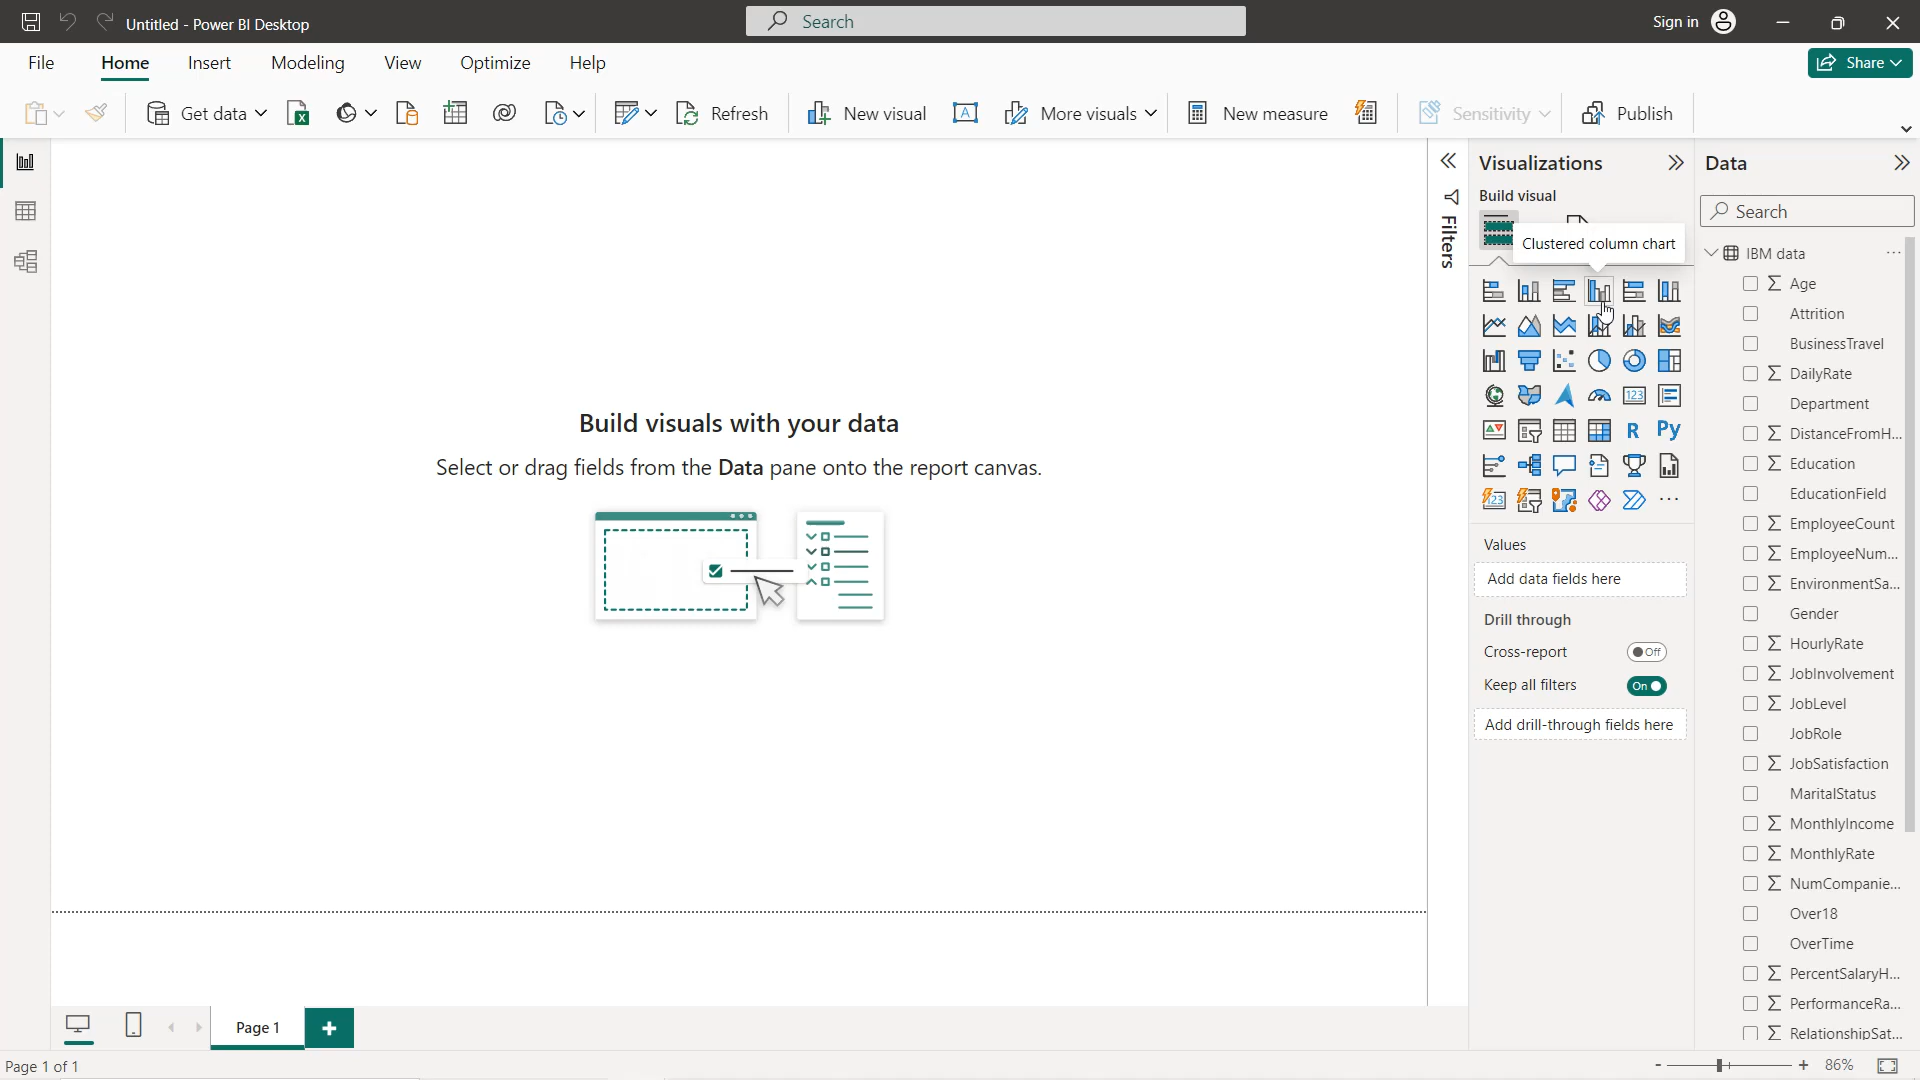 Untitled - Power BI Desktop
Search
Sign in
File
Home
Insert
Modeling
View
Optimize
Help
Share
Get data
Refresh
New visual
More visuals
New measure
Sensitivity
Publish
Build visuals with your data
Select or drag fields from the Data pane onto the report canvas.
Filters
Visualizations
Build visual
Clustered column chart
123
R
Py
123
Values
Add data fields here
Drill through
Cross-report
Off
Keep all filters
On
Add drill-through fields here
Data
Search
IBM data
Age
Attrition
BusinessTravel
DailyRate
Department
DistanceFromH...
Education
EducationField
EmployeeCount
EmployeeNum...
EnvironmentSa...
Gender
HourlyRate
JobInvolvement
JobLevel
JobRole
JobSatisfaction
MaritalStatus
MonthlyIncome
MonthlyRate
NumCompanie...
Over18
OverTime
PercentSalaryH...
PerformanceRa...
RelationshipSat...
Page 1
Page 1 of 1
86%